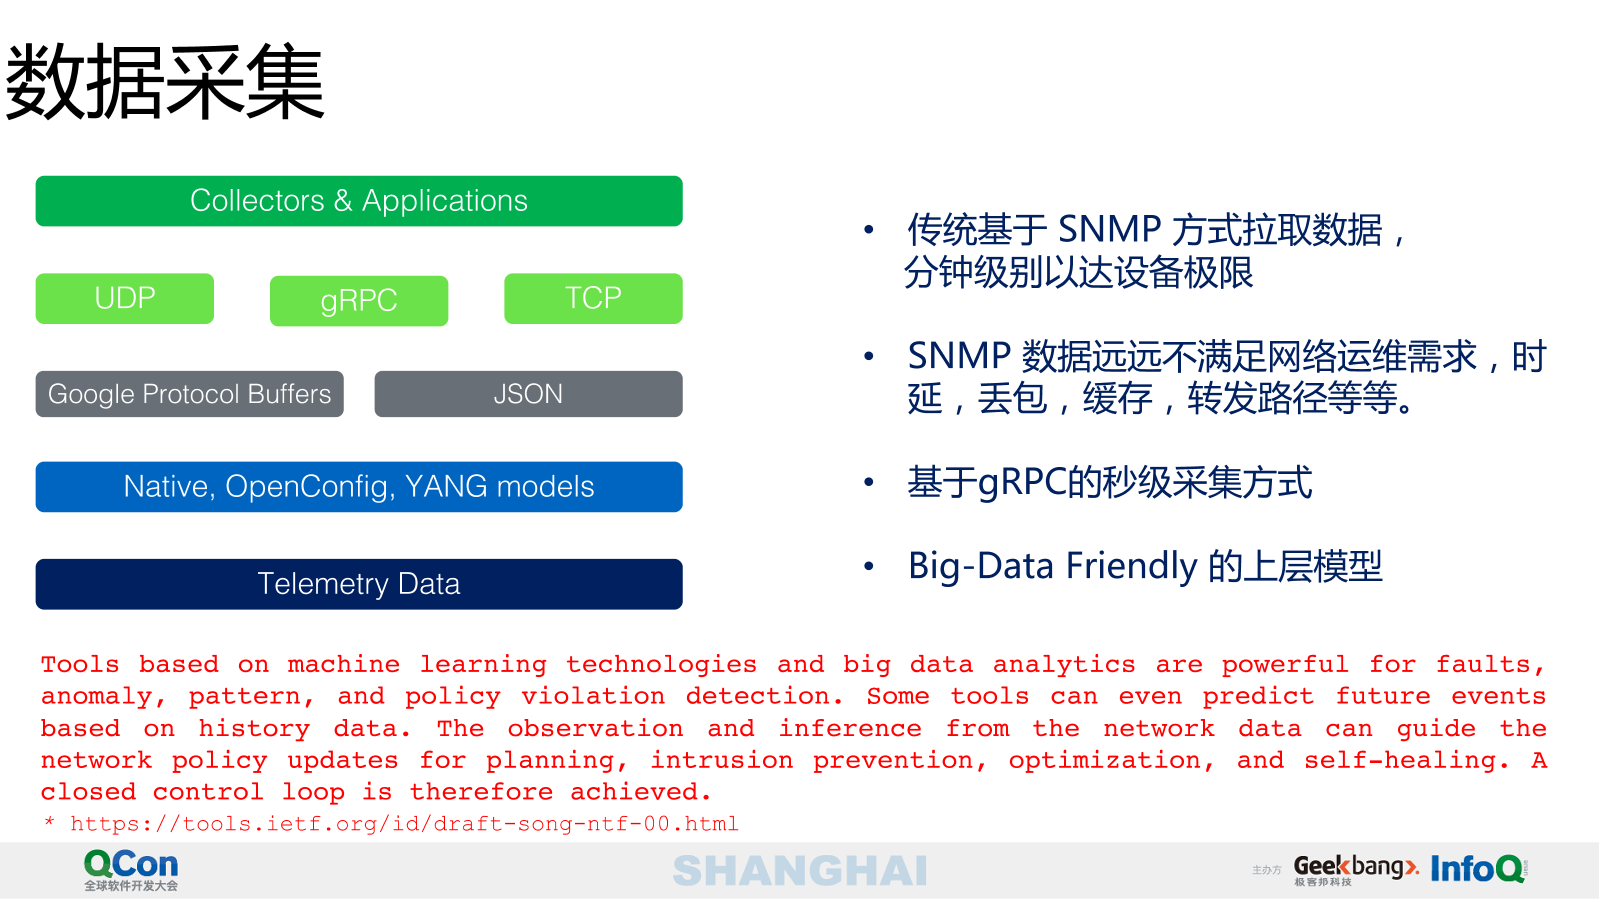 数据采集
Collectors & Applications
UDP
gRPC
TCP
Google Protocol Buffers
JSON
Native, OpenConfig, YANG models
Telemetry Data
• 传统基于 SNMP 方式拉取数据，
分钟级别以达设备极限
• SNMP 数据远远不满足网络运维需求，时
延，丢包，缓存，转发路径等等。
• 基于gRPC的秒级采集方式
• Big-Data Friendly 的上层模型
Tools based on machine learning technologies and big data analytics are powerful for faults,
anomaly, pattern, and policy violation detection. Some tools can even predict future events
based on history data. The observation and inference from the network data can guide the
network policy updates for planning, intrusion prevention, optimization, and self-healing. A
closed control loop is therefore achieved.
* https://tools.ietf.org/id/draft-song-ntf-00.html
QCon
全球软件开发大会
SHANGHAI
主办方
Geekbang>.
极客邦科技
InfoQ